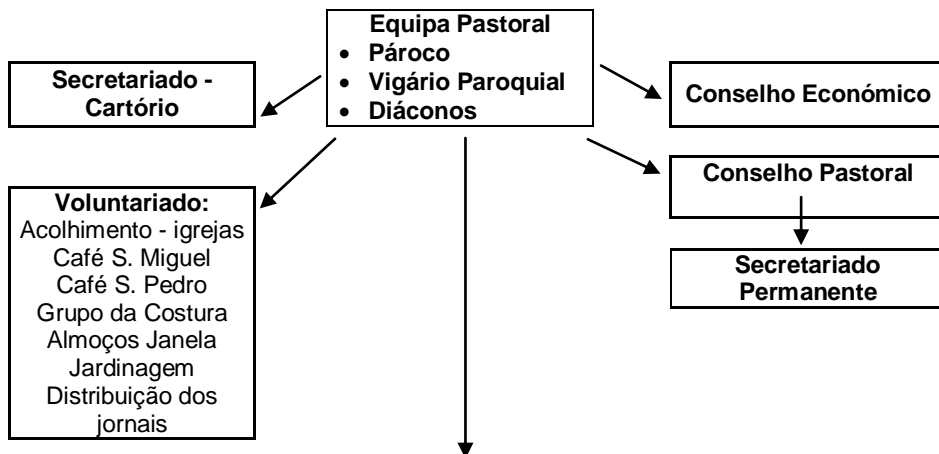 Equipa Pastoral
• Pároco
• Vigário Paroquial
• Diáconos
Secretariado -
Cartório
Conselho Económico
Conselho Pastoral
Secretariado
Permanente
Voluntariado:
Acolhimento - igrejas
Café S. Miguel
Café S. Pedro
Grupo da Costura
Almoços Janela
Jardinagem
Distribuição dos
jornais